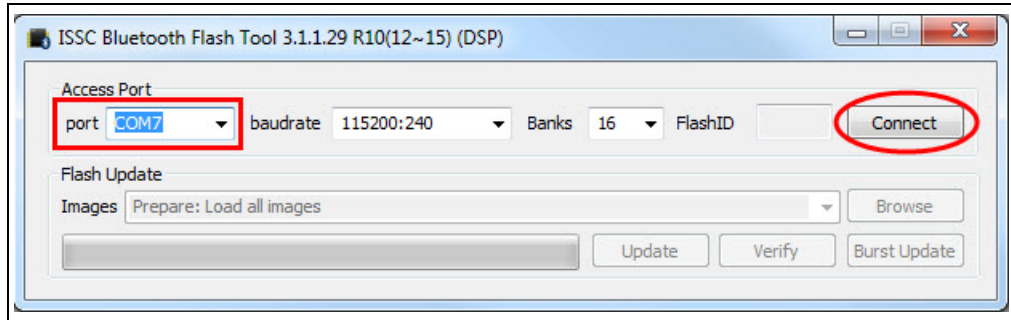 ISSC Bluetooth Flash Tool 3.1.1.29 R10(12~15) (DSP)
Access Port
port COM7 baudrate 115200:240 Banks 16 FlashID Connect
Flash Update
Images Prepare: Load all images Browse
Update Verify Burst Update